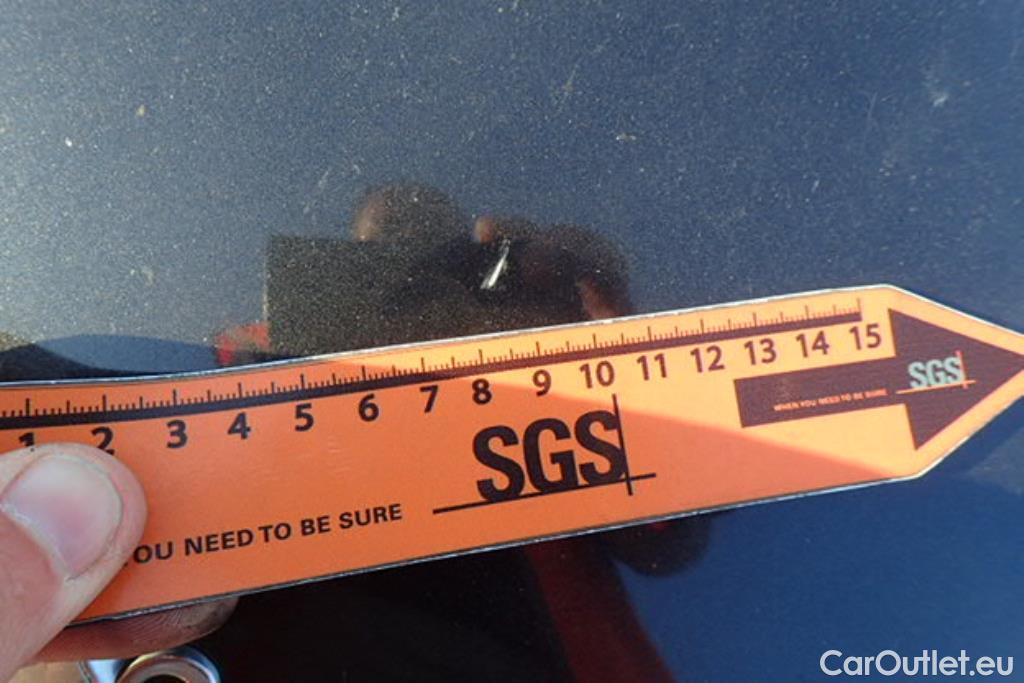 1 2 3 4 5 6 7 8 9 10 11 12 13 14 15
SGS
WHEN YOU NEED TO BE SURE
SGS
OU NEED TO BE SURE
CarOutlet.eu